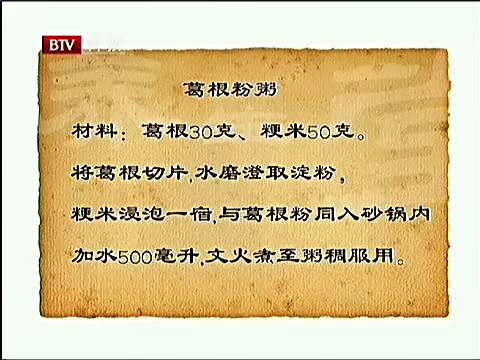 BTV
葛根粉粥
材料：葛根30克、粳米50克。
将葛根切片,水磨澄取淀粉，
粳米浸泡一宿,与葛根粉同入砂锅内
加水500毫升,文火煮至粥稠服用。